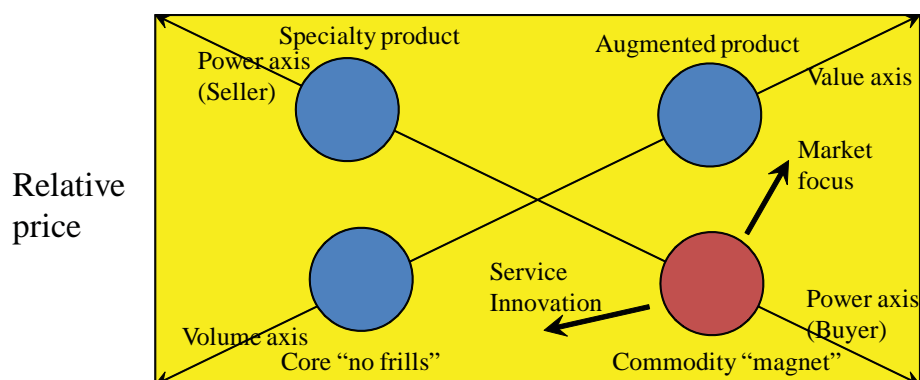 Specialty product
Augmented product
Power axis
(Seller)
Value axis
Market
focus
Relative
price
Service
Innovation
Power axis
(Buyer)
Volume axis
Core “no frills”
Commodity “magnet”